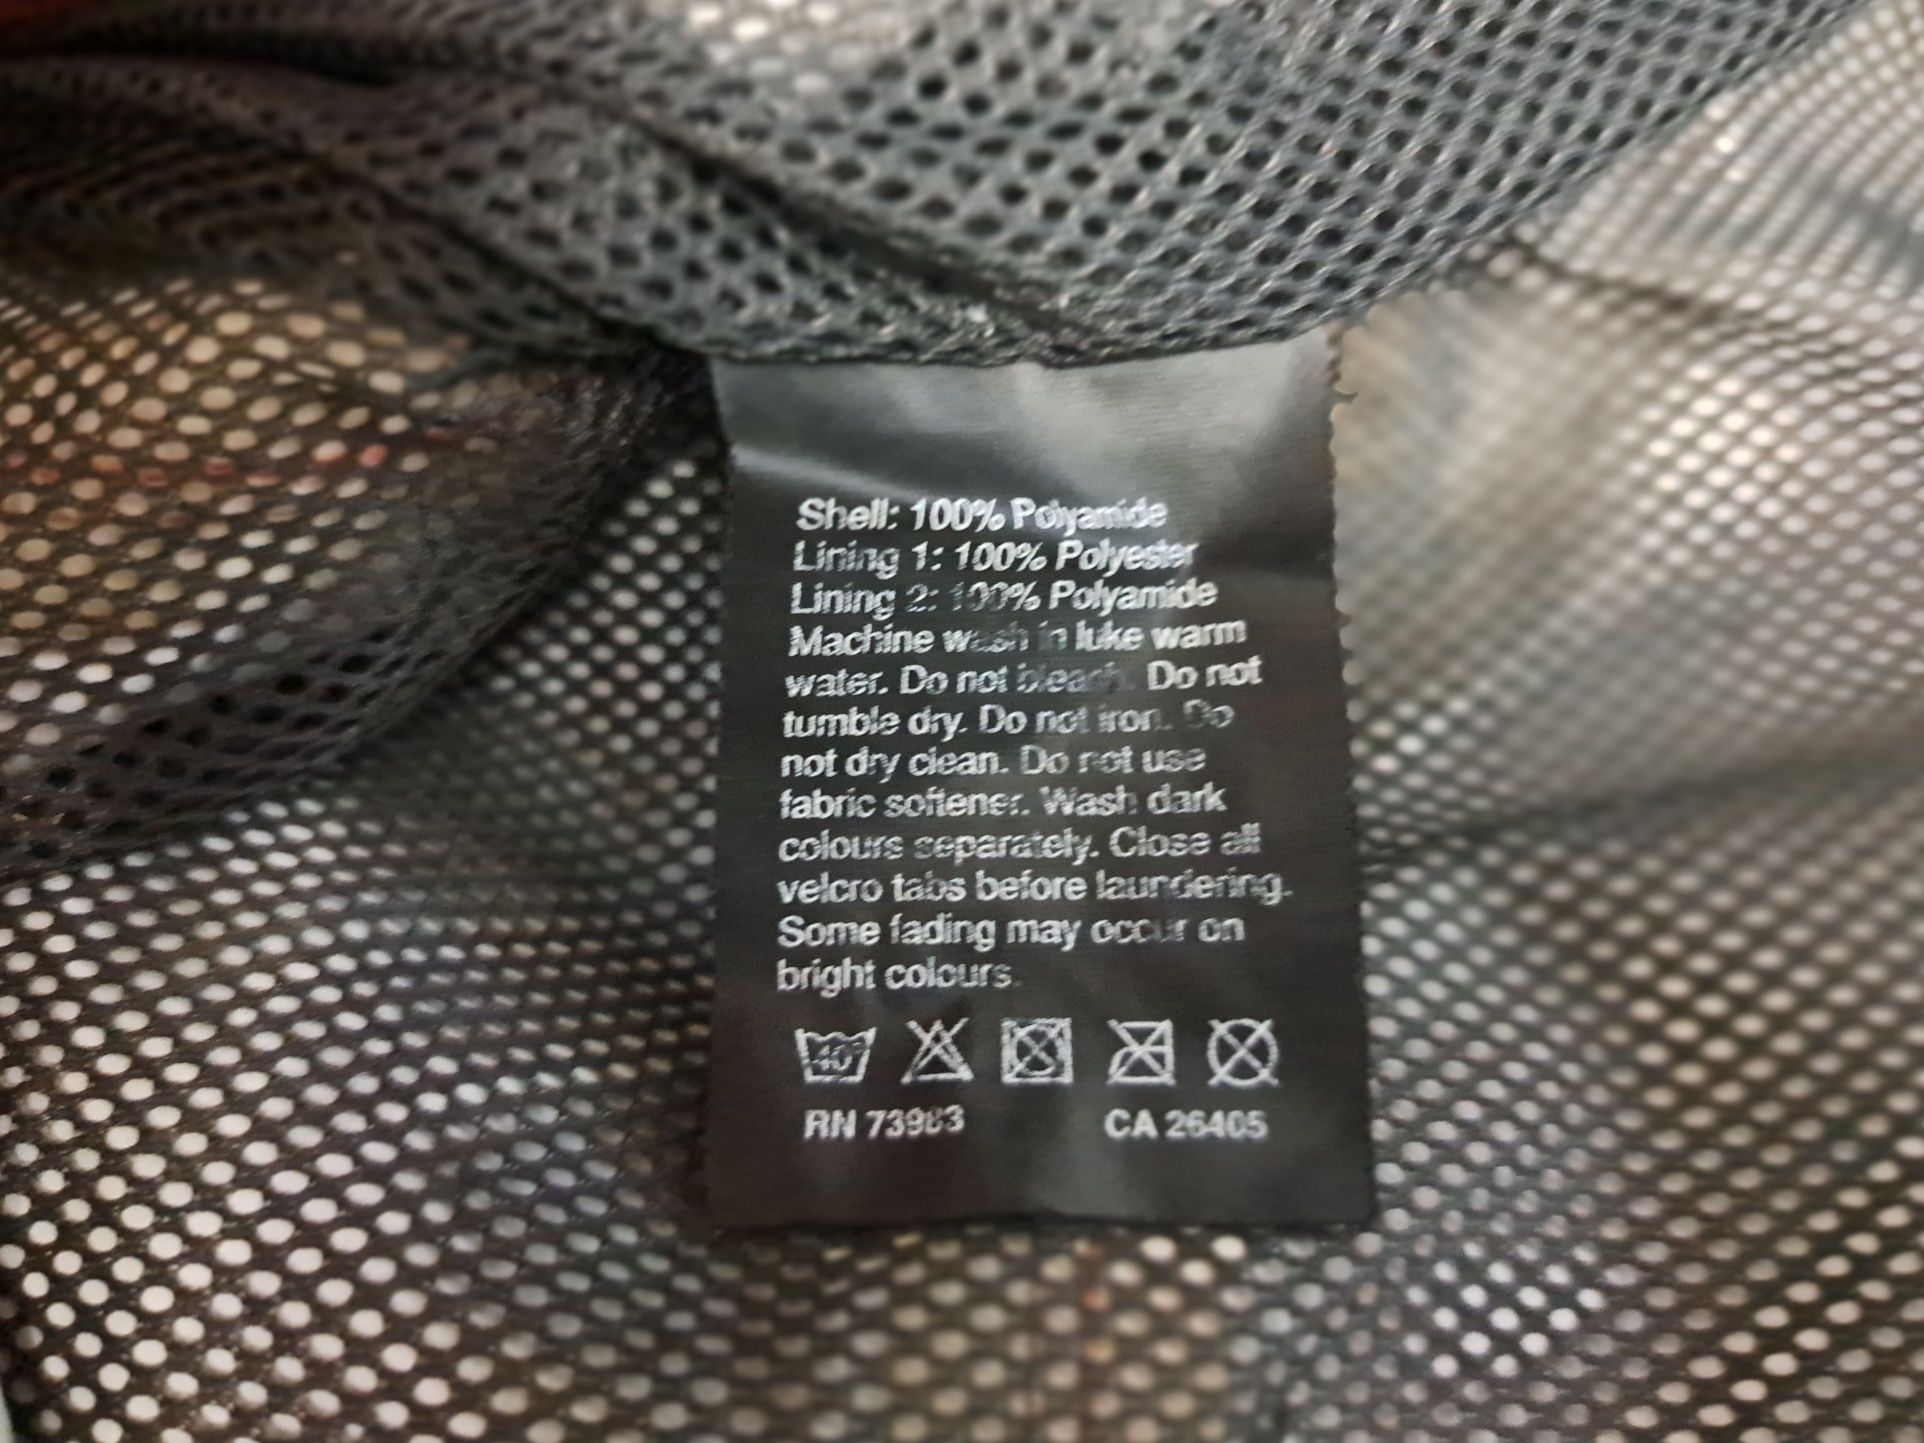 Shell: 100% Polyamide
Lining 1: 100% Polyester
Lining 2: 100% Polyamide
Machine wash in luke warm
water. Do not bleach. Do not
tumble dry. Do not iron. Do
not dry clean. Do not use
fabric softener. Wash dark
colours separately. Close all
velcro tabs before laundering.
Some fading may occur on
bright colours.
40°
RN 73983 CA 26405